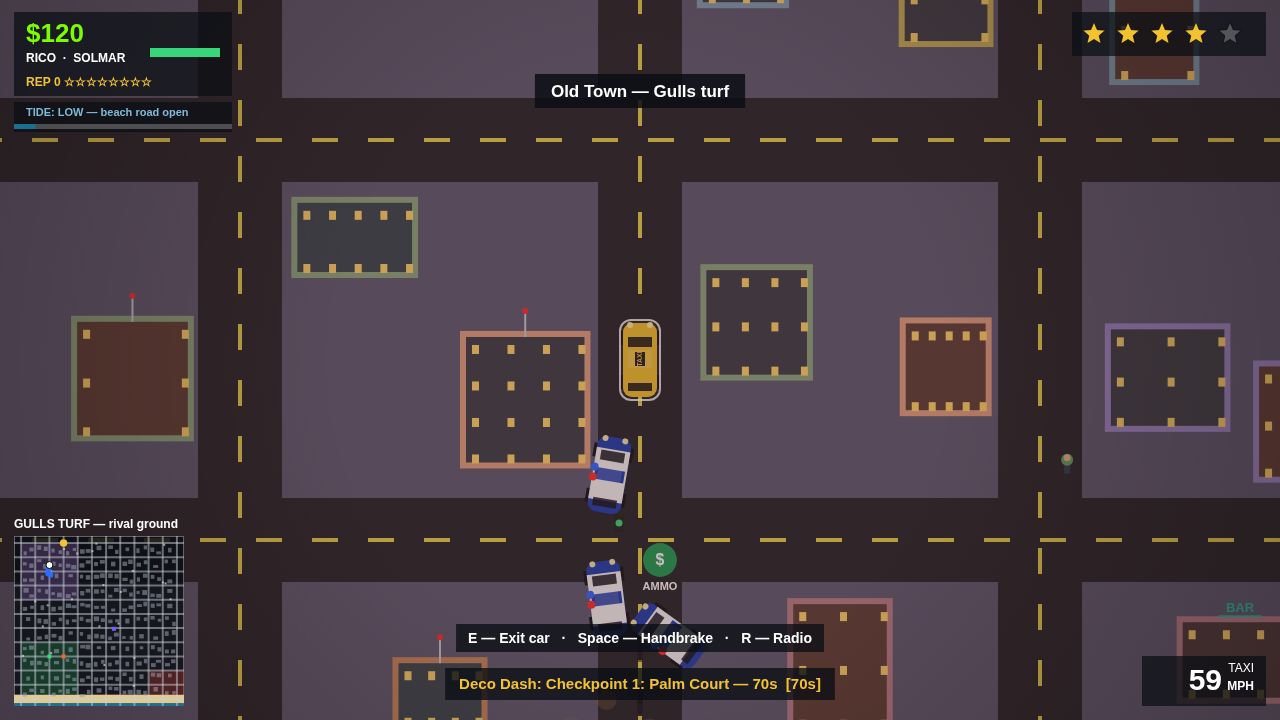 $120
RICO · SOLMAR
REP 0 ☆☆☆☆☆☆☆☆
TIDE: LOW — beach road open
Old Town — Gulls turf
TAXI
$
AMMO
GULLS TURF — rival ground
BAR
E — Exit car · Space — Handbrake · R — Radio
Deco Dash: Checkpoint 1: Palm Court — 70s [70s]
59 TAXI MPH